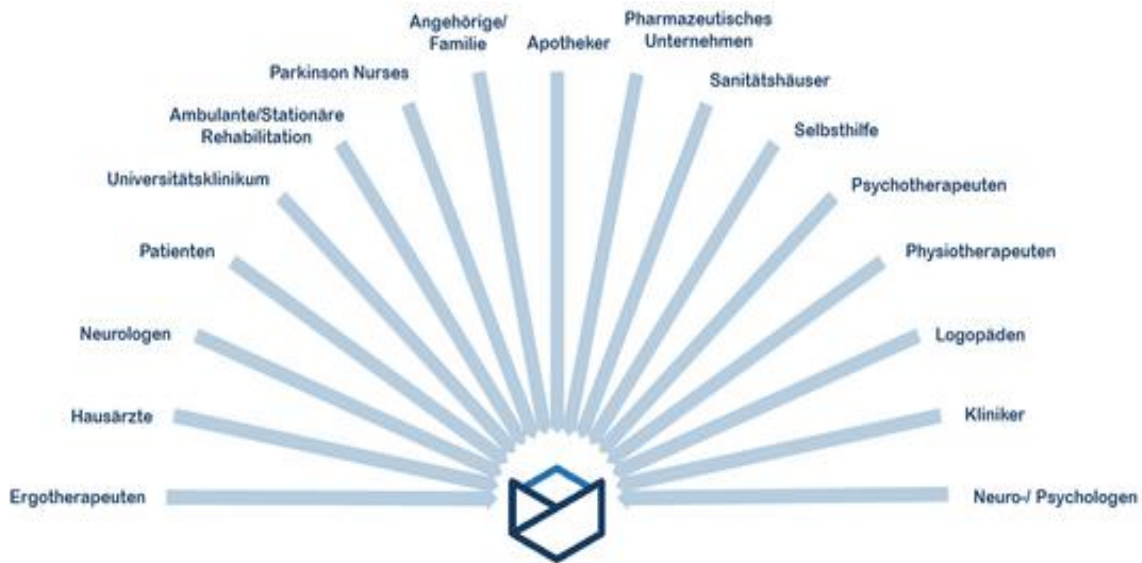 Angehörige/
Familie
Apotheker
Pharmazeutisches
Unternehmen
Parkinson Nurses
Sanitätshäuser
Ambulante/Stationäre
Rehabilitation
Selbsthilfe
Universitätsklinikum
Psychotherapeuten
Patienten
Physiotherapeuten
Neurologen
Logopäden
Hausärzte
Kliniker
Ergotherapeuten
Neuro-/ Psychologen